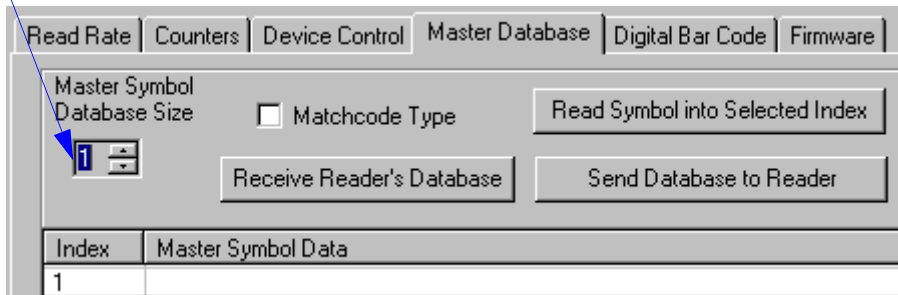 Read Rate Counters Device Control Master Database Digital Bar Code Firmware
Master Symbol
Database Size
Matchcode Type
Read Symbol into Selected Index
1
Receive Reader's Database
Send Database to Reader
Index Master Symbol Data
1